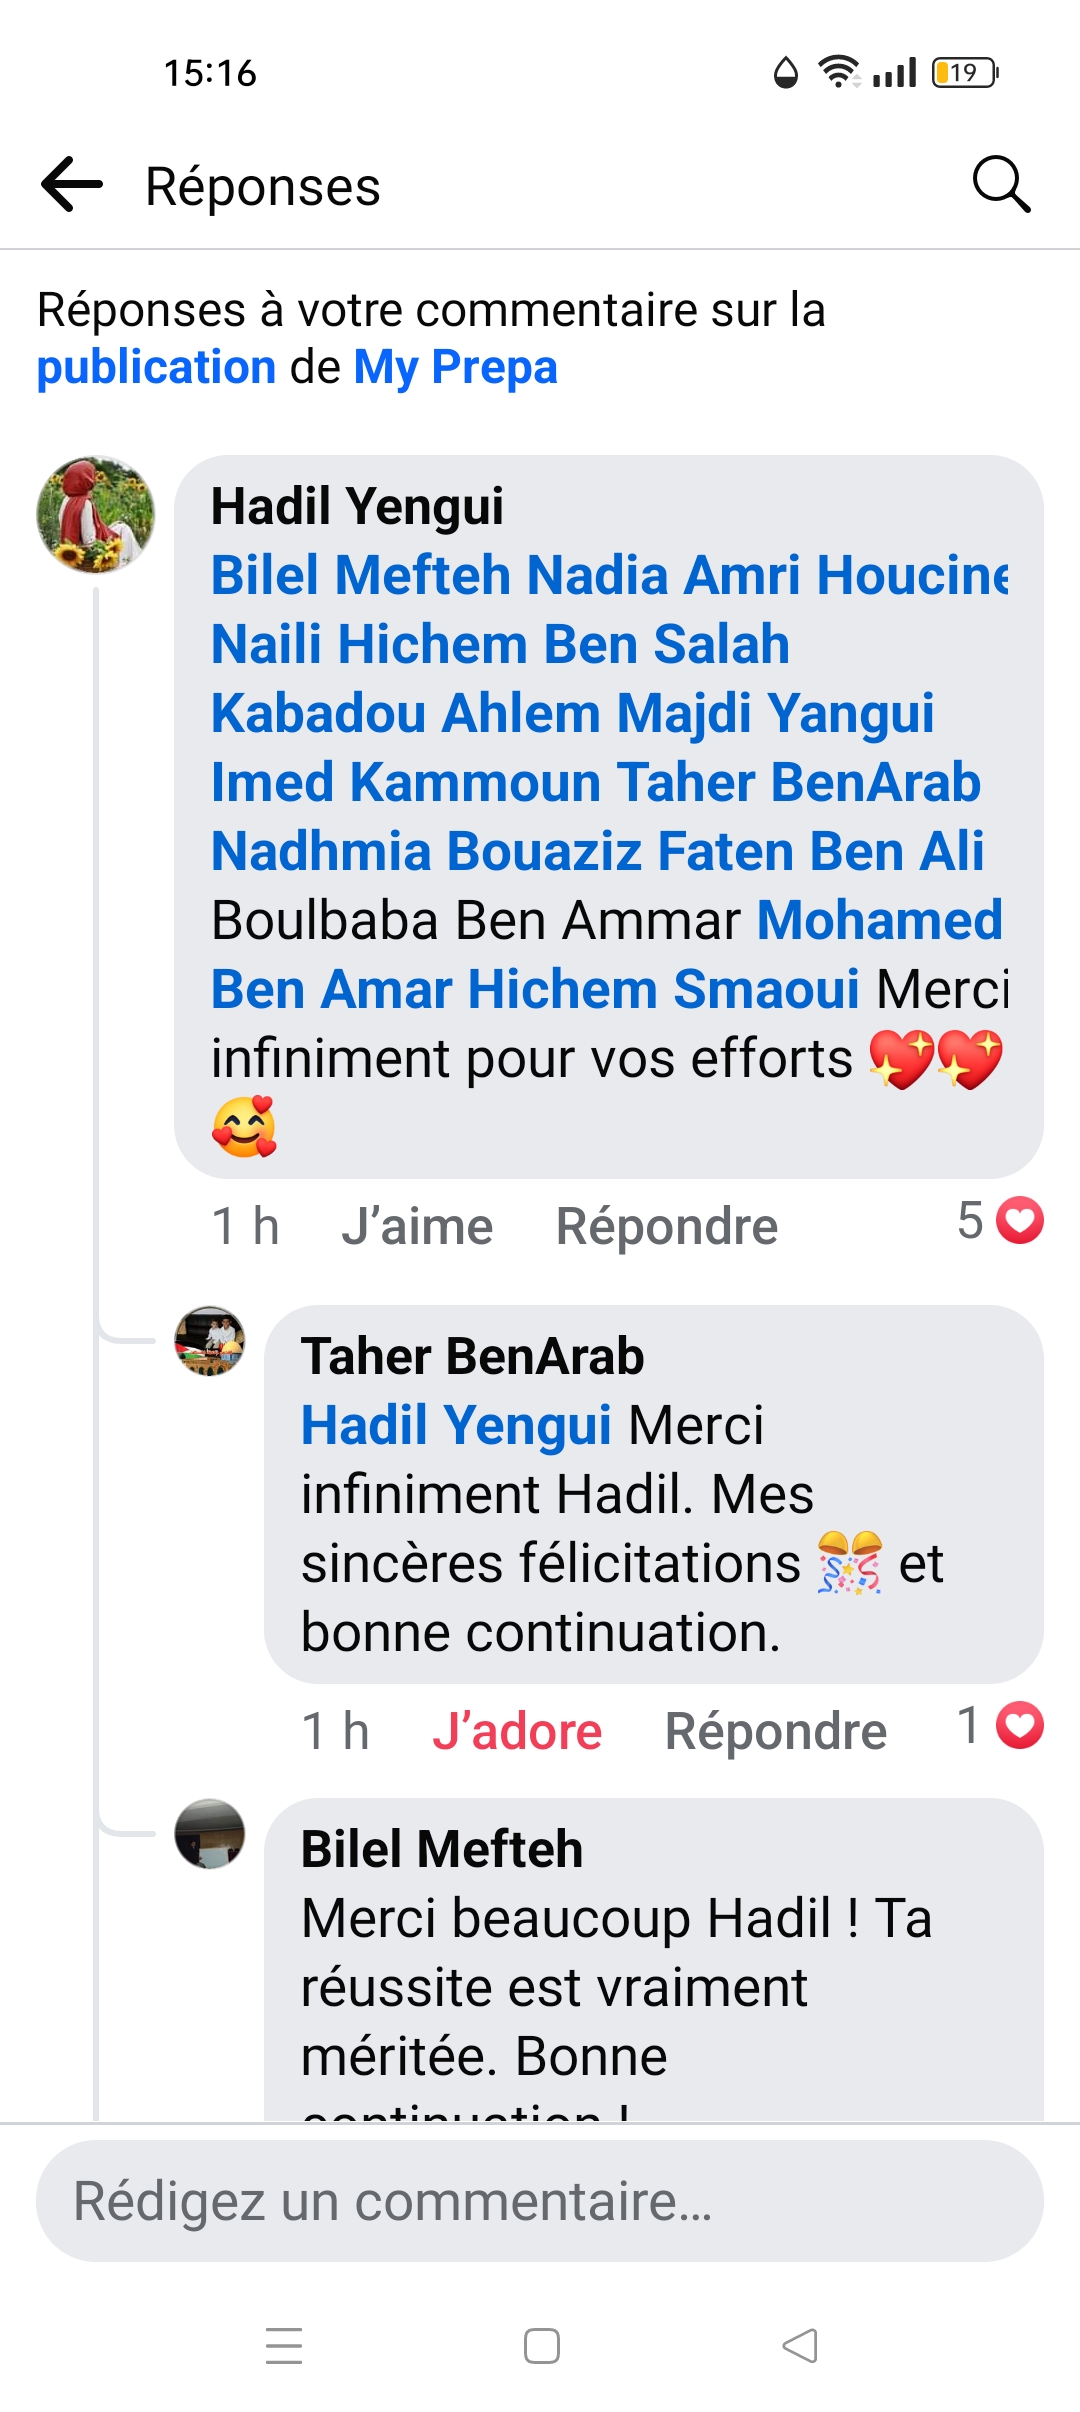 15:16
19
Réponses
Réponses à votre commentaire sur la
publication de My Prepa
Hadil Yengui
Bilel Mefteh Nadia Amri Houcine
Naili Hichem Ben Salah
Kabadou Ahlem Majdi Yangui
Imed Kammoun Taher BenArab
Nadhmia Bouaziz Faten Ben Ali
Boulbaba Ben Ammar Mohamed
Ben Amar Hichem Smaoui Merci
infiniment pour vos efforts 💖💖
🥰
1 h J’aime Répondre 5
Taher BenArab
Hadil Yengui Merci
infiniment Hadil. Mes
sincères félicitations 🎊 et
bonne continuation.
1 h J’adore Répondre 1
Bilel Mefteh
Merci beaucoup Hadil ! Ta
réussite est vraiment
méritée. Bonne
continuation !
Rédigez un commentaire...